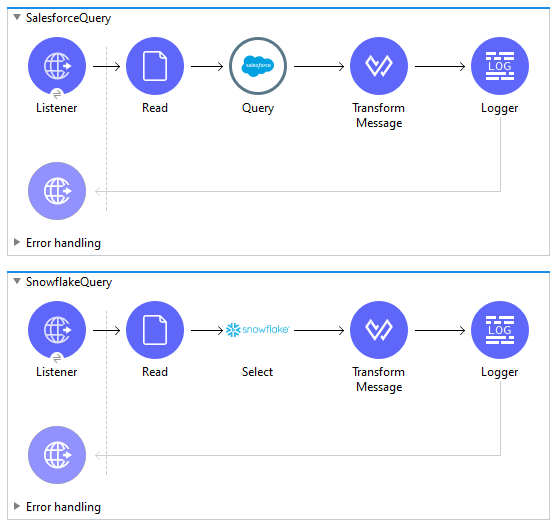 SalesforceQuery
salesforce
LOG
Listener
Read
Query
Transform
Message
Logger
Error handling
SnowflakeQuery
snowflake
LOG
Listener
Read
Select
Transform
Message
Logger
Error handling